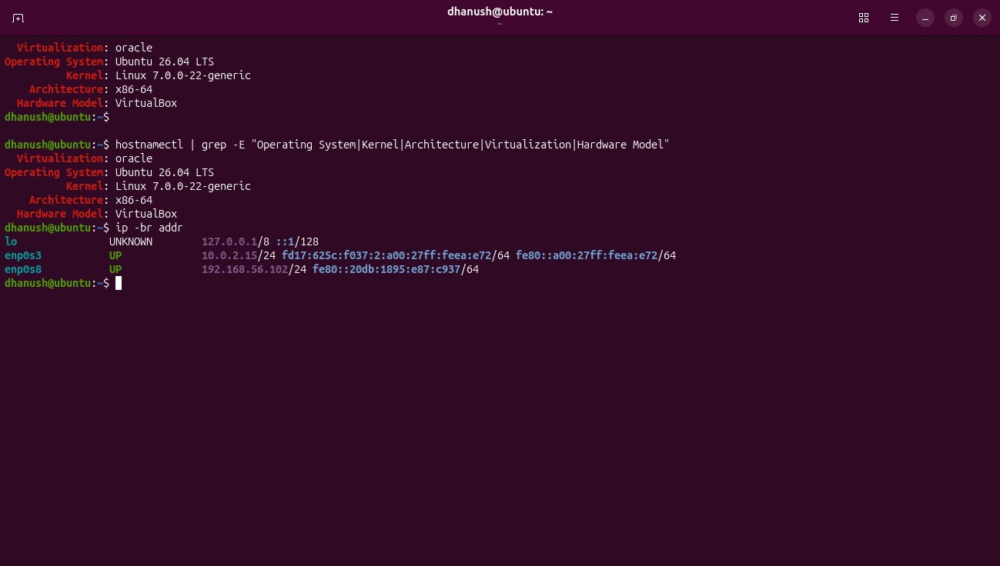 dhanush@ubuntu: ~
~
Virtualization: oracle
Operating System: Ubuntu 26.04 LTS
Kernel: Linux 7.0.0-22-generic
Architecture: x86-64
Hardware Model: VirtualBox
dhanush@ubuntu:~$
dhanush@ubuntu:~$ hostnamectl | grep -E "Operating System|Kernel|Architecture|Virtualization|Hardware Model"
Virtualization: oracle
Operating System: Ubuntu 26.04 LTS
Kernel: Linux 7.0.0-22-generic
Architecture: x86-64
Hardware Model: VirtualBox
dhanush@ubuntu:~$ ip -br addr
lo UNKNOWN 127.0.0.1/8 ::1/128
enp0s3 UP 10.0.2.15/24 fd17:625c:f037:2:a00:27ff:feea:e72/64 fe80::a00:27ff:feea:e72/64
enp0s8 UP 192.168.56.102/24 fe80::20db:1895:e87:c937/64
dhanush@ubuntu:~$